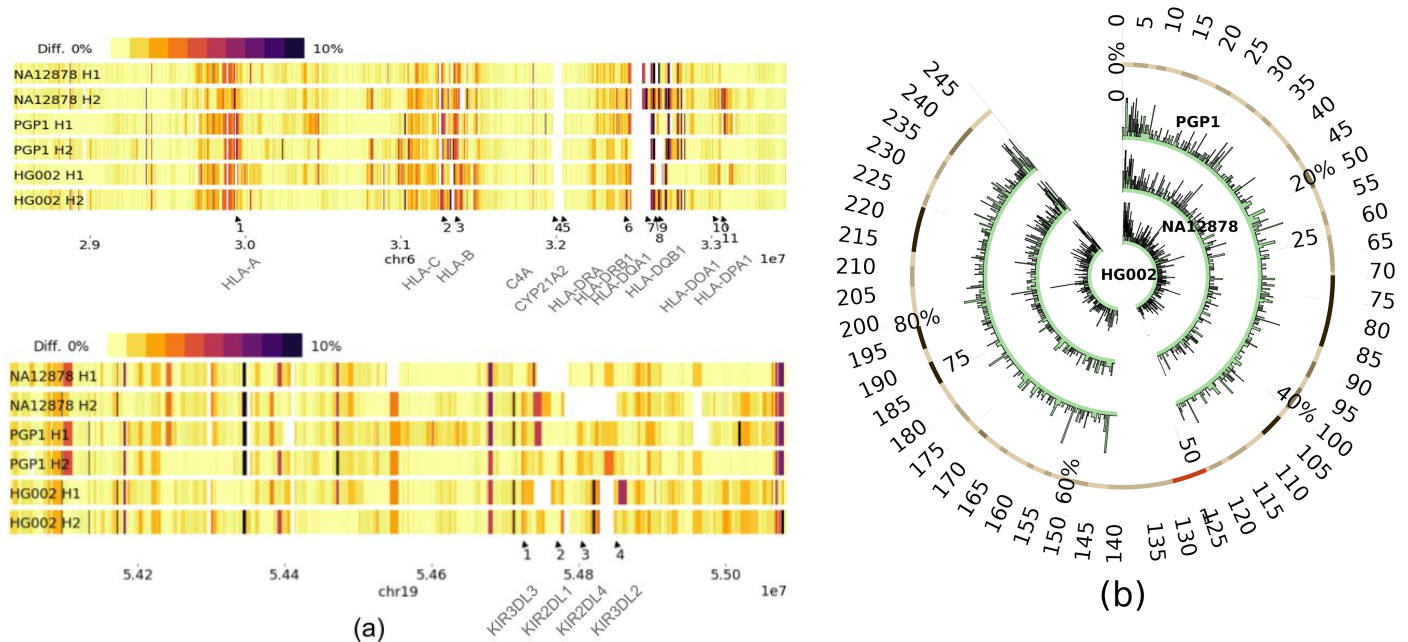 Diff. 0% 10%
NA12878 H1
NA12878 H2
PGP1 H1
PGP1 H2
HG002 H1
HG002 H2
1 2 3 45 6 7 9 10
8 11
2.9 3.0 3.1 3.2 3.3
chr6 1e7
HLA-A HLA-C HLA-B C4A CYP21A2 HLA-DRA HLA-DRB1 HLA-DQA1 HLA-DQB1 HLA-DOA1 HLA-DPA1
Diff. 0% 10%
NA12878 H1
NA12878 H2
PGP1 H1
PGP1 H2
HG002 H1
HG002 H2
1 2 3 4
5.42 5.44 5.46 5.48 5.50
chr19 1e7
KIR3DL3 KIR2DL1 KIR2DL4 KIR3DL2
(a)
0 5 10 15 20 25 30 35 40 45 50 55 60 65 70 75 80 85 90 95 100 105 110 115 120 125 130 135 140 145 150 155 160 165 170 175 180 185 190 195 200 205 210 215 220 225 230 235 240 245
0% 20% 40% 60% 80%
0 25 50 75
1
PGP1
NA12878
HG002
(b)